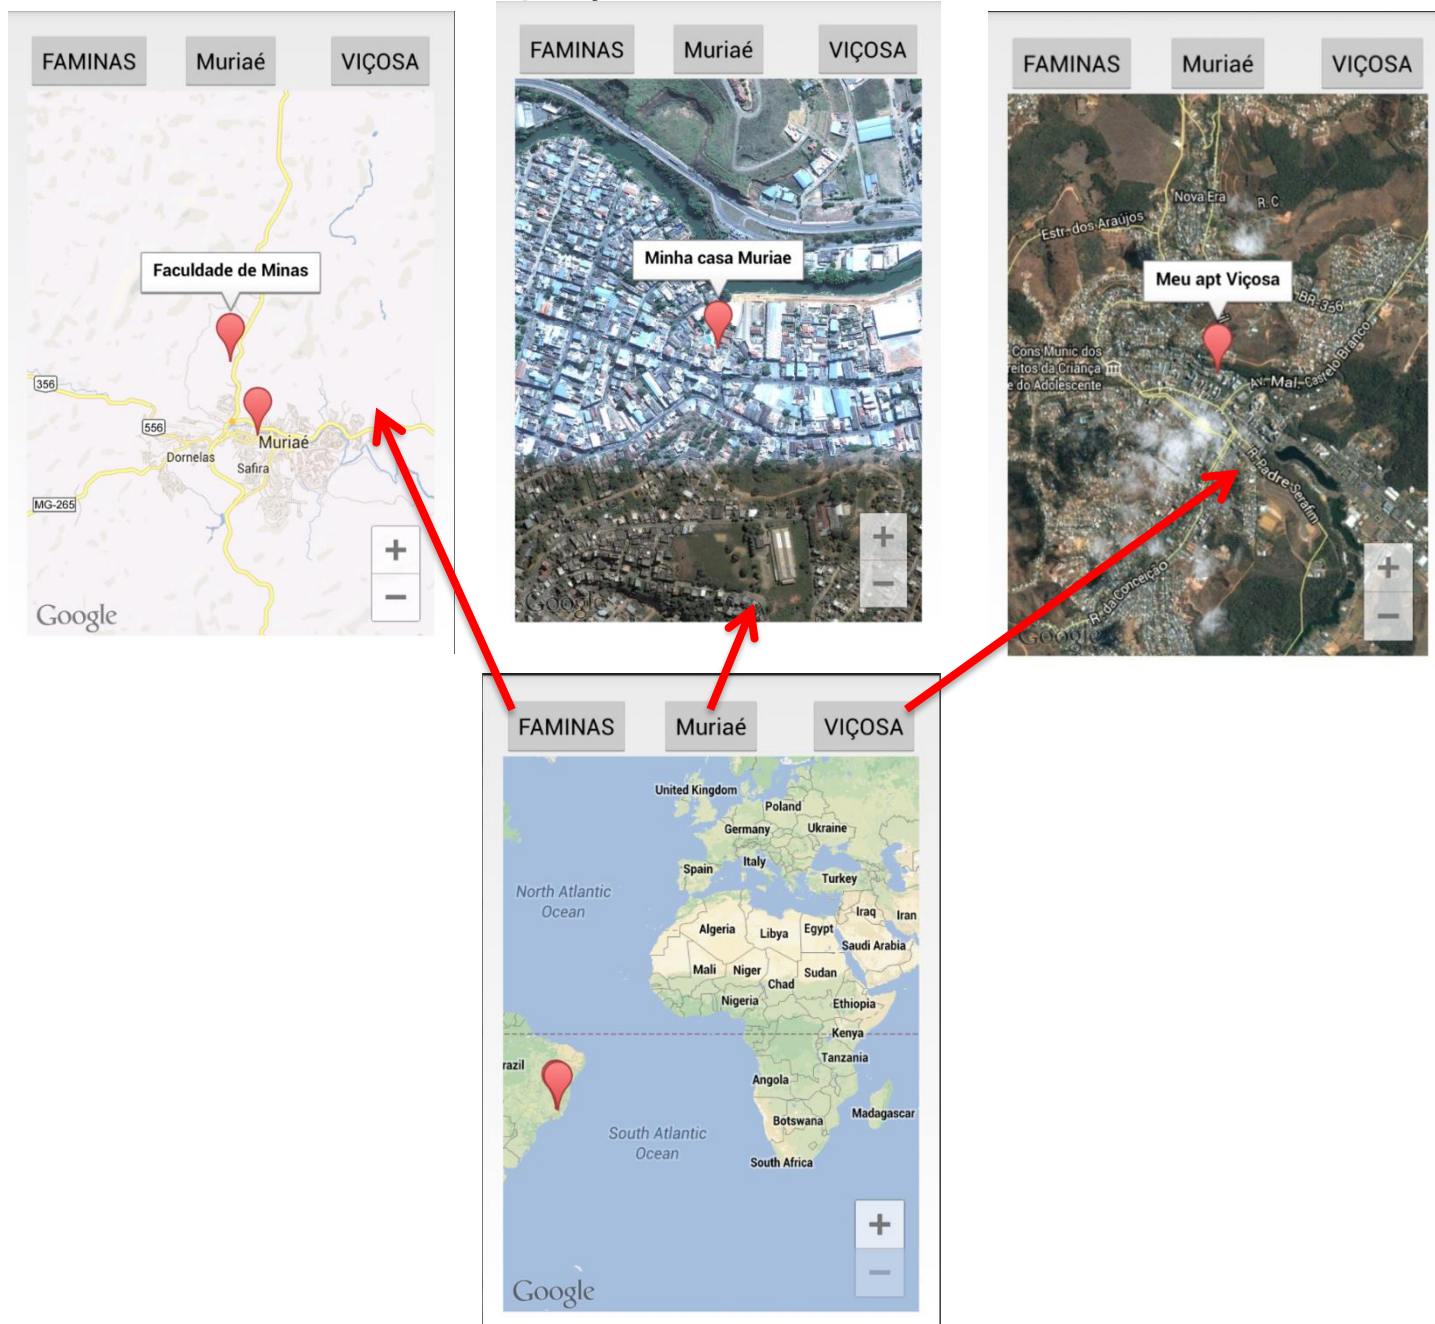 FAMINAS
Muriaé
VIÇOSA
Faculdade de Minas
356
556
Muriaé
Dornelas
Safira
MG-265
+
−
Google
FAMINAS
Muriaé
VIÇOSA
Minha casa Muriae
+
−
Google
FAMINAS
Muriaé
VIÇOSA
Nova Era
R. C
Estr. dos Araújos
Meu apt Viçosa
BR-356
Cons Munic dos
reitos da Criança
e do Adolescente
Av. Mal. Castelo Branco
R. Padre Serafim
R. da Conceição
+
−
Google
FAMINAS
Muriaé
VIÇOSA
United Kingdom
Poland
Germany
Ukraine
Italy
Spain
Turkey
North Atlantic
Ocean
Iraq
Iran
Algeria
Libya
Egypt
Saudi Arabia
Mali
Niger
Chad
Sudan
Nigeria
Ethiopia
Kenya
razil
Tanzania
Angola
Botswana
Madagascar
South Atlantic
Ocean
South Africa
+
−
Google